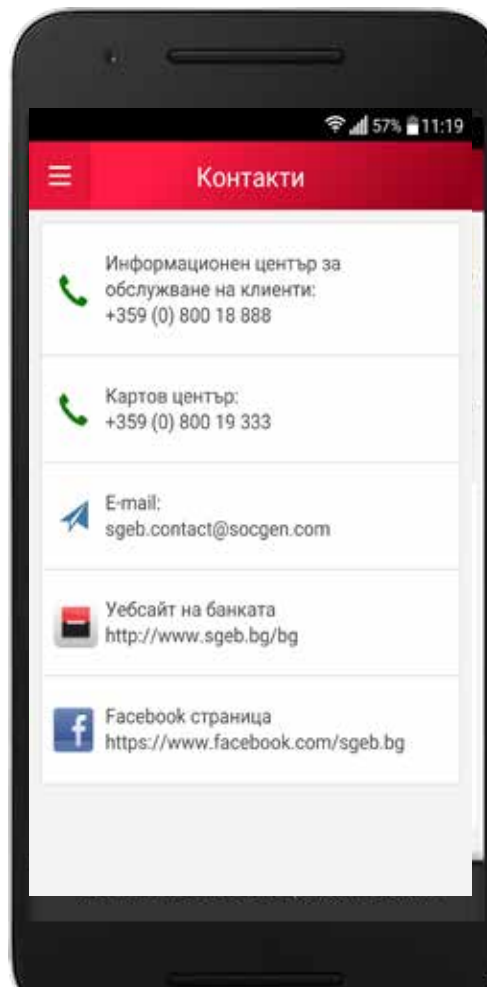 57% 11:19
Контакти
Информационен център за
обслужване на клиенти:
+359 (0) 800 18 888
Картов център:
+359 (0) 800 19 333
E-mail:
sgeb.contact@socgen.com
Уебсайт на банката
http://www.sgeb.bg/bg
Facebook страница
https://www.facebook.com/sgeb.bg